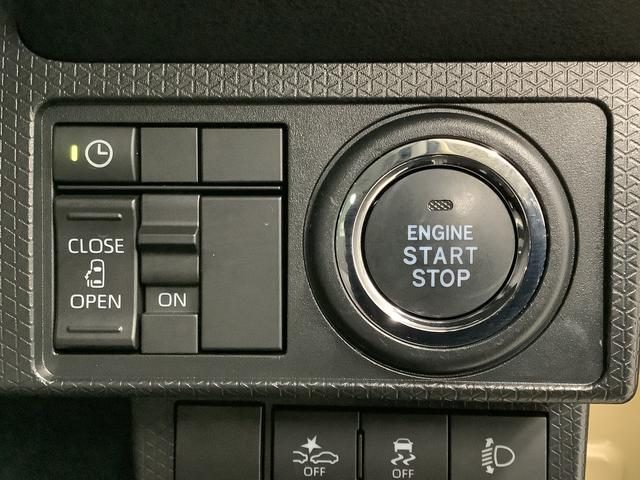 CLOSE
OPEN
ON
ENGINE
START
STOP
OFF
OFF